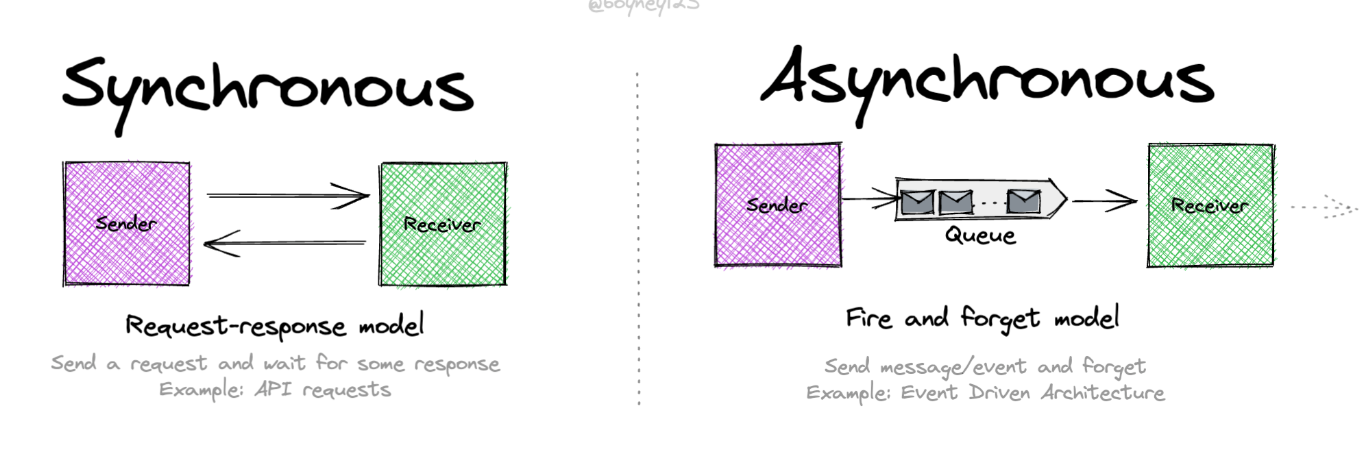 @boyney123
Synchronous
Sender
Receiver
Request-response model
Send a request and wait for some response
Example: API requests
Asynchronous
Sender
Queue
Receiver
Fire and forget model
Send message/event and forget
Example: Event Driven Architecture